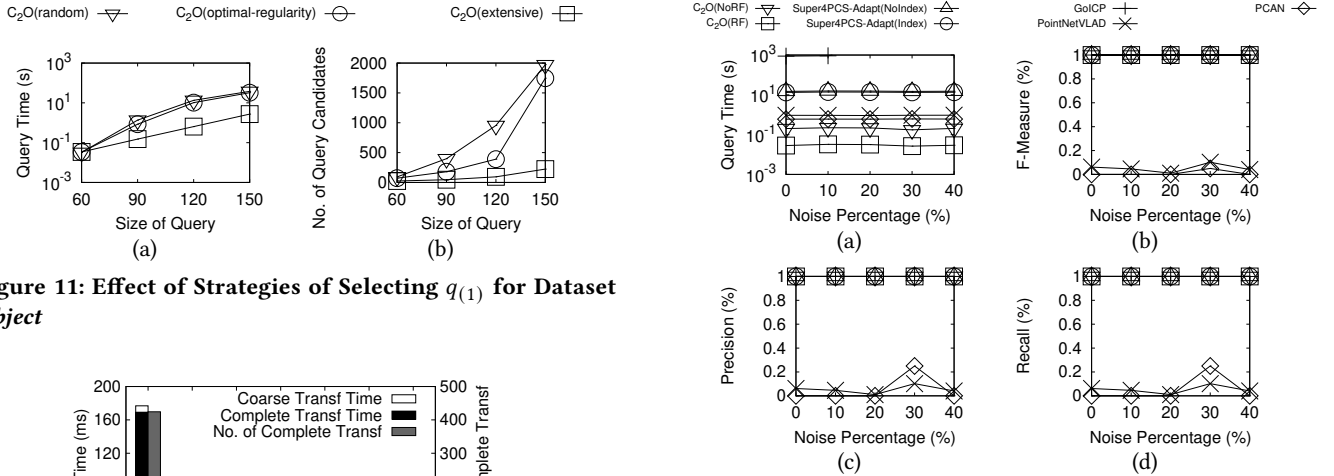 C₂O(random) C₂O(optimal-regularity) C₂O(extensive)
Query Time (s)
10³
10¹
10⁻¹
10⁻³
60 90 120 150
Size of Query
(a)
No. of Query Candidates
2000
1500
1000
500
0
60 90 120 150
Size of Query
(b)
gure 11: Effect of Strategies of Selecting q₍₁₎ for Dataset
bject
200
160
120
Time (ms)
Coarse Transf Time
Complete Transf Time
No. of Complete Transf
500
400
300
mplete Transf
C₂O(NoRF) Super4PCS-Adapt(NoIndex) GoICP PCAN
C₂O(RF) Super4PCS-Adapt(Index) PointNetVLAD
Query Time (s)
10³
10¹
10⁻¹
10⁻³
0 10 20 30 40
Noise Percentage (%)
(a)
F-Measure (%)
1
0.8
0.6
0.4
0.2
0
0 10 20 30 40
Noise Percentage (%)
(b)
Precision (%)
1
0.8
0.6
0.4
0.2
0
0 10 20 30 40
Noise Percentage (%)
(c)
Recall (%)
1
0.8
0.6
0.4
0.2
0
0 10 20 30 40
Noise Percentage (%)
(d)